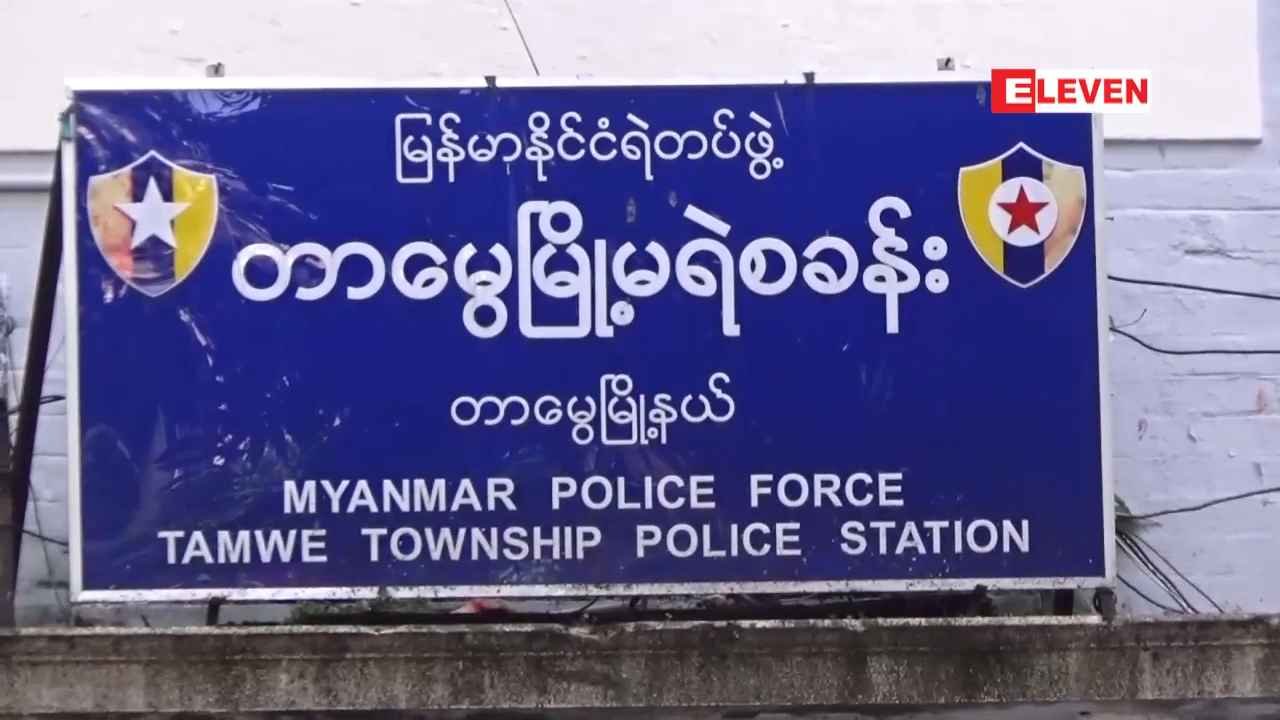 ELEVEN
မြန်မာနိုင်ငံရဲတပ်ဖွဲ့
တာမွေမြို့မရဲစခန်း
တာမွေမြို့နယ်
MYANMAR POLICE FORCE
TAMWE TOWNSHIP POLICE STATION